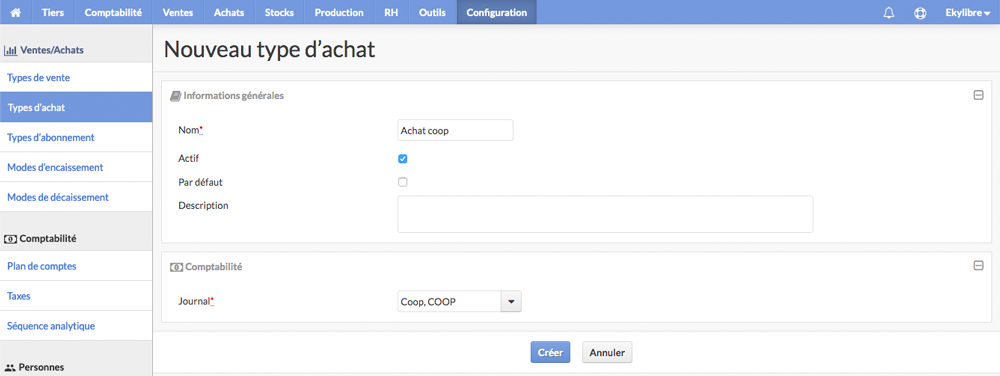 Tiers Comptabilité Ventes Achats Stocks Production RH Outils Configuration Ekylibre
Ventes/Achats
Types de vente
Types d'achat
Types d'abonnement
Modes d'encaissement
Modes de décaissement
Comptabilité
Plan de comptes
Taxes
Séquence analytique
Personnes
Nouveau type d’achat
Informations générales
Nom*
Achat coop
Actif
Par défaut
Description
Comptabilité
Journal*
Coop, COOP
Créer Annuler